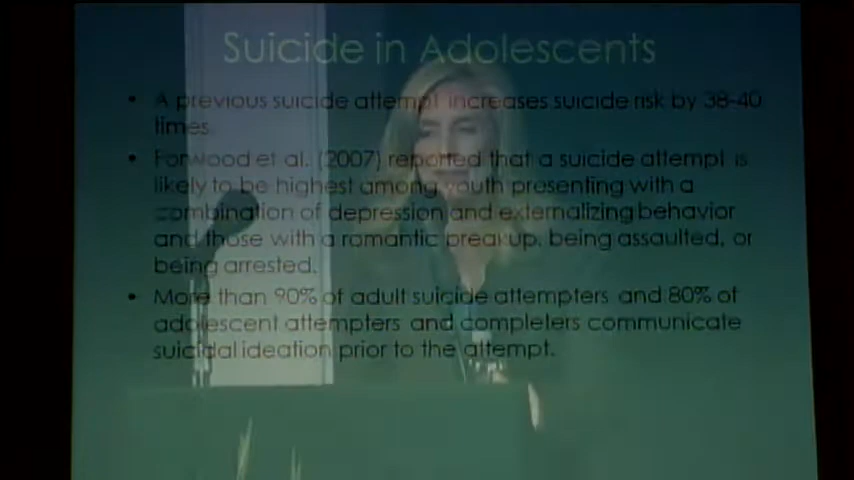 Suicide in Adolescents
• A previous suicide attempt increases suicide risk by 38-40
times.
• Forwood et al. (2007) reported that a suicide attempt is
likely to be highest among youth presenting with a
combination of depression and externalizing behavior
and those with a romantic breakup, being assaulted, or
being arrested.
• More than 90% of adult suicide attempters and 80% of
adolescent attempters and completers communicate
suicidal ideation prior to the attempt.